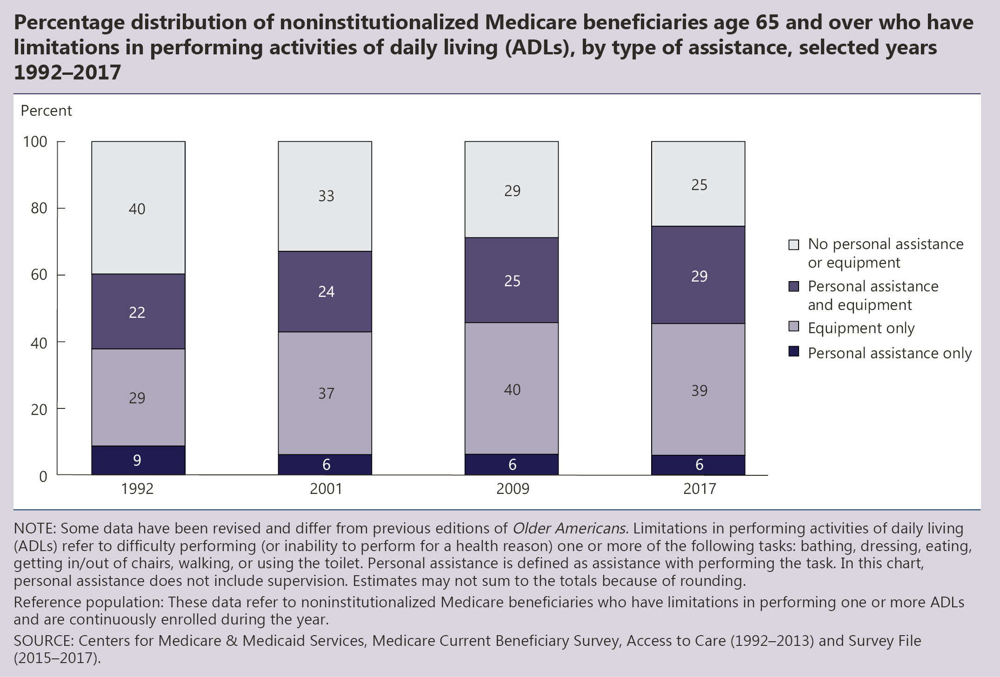 Percentage distribution of noninstitutionalized Medicare beneficiaries age 65 and over who have
limitations in performing activities of daily living (ADLs), by type of assistance, selected years
1992–2017
Percent
100
80
60
40
20
0
40
22
29
9
33
24
37
6
29
25
40
6
25
29
39
6
1992
2001
2009
2017
No personal assistance
or equipment
Personal assistance
and equipment
Equipment only
Personal assistance only
NOTE: Some data have been revised and differ from previous editions of Older Americans. Limitations in performing activities of daily living
(ADLs) refer to difficulty performing (or inability to perform for a health reason) one or more of the following tasks: bathing, dressing, eating,
getting in/out of chairs, walking, or using the toilet. Personal assistance is defined as assistance with performing the task. In this chart,
personal assistance does not include supervision. Estimates may not sum to the totals because of rounding.
Reference population: These data refer to noninstitutionalized Medicare beneficiaries who have limitations in performing one or more ADLs
and are continuously enrolled during the year.
SOURCE: Centers for Medicare & Medicaid Services, Medicare Current Beneficiary Survey, Access to Care (1992–2013) and Survey File
(2015–2017).